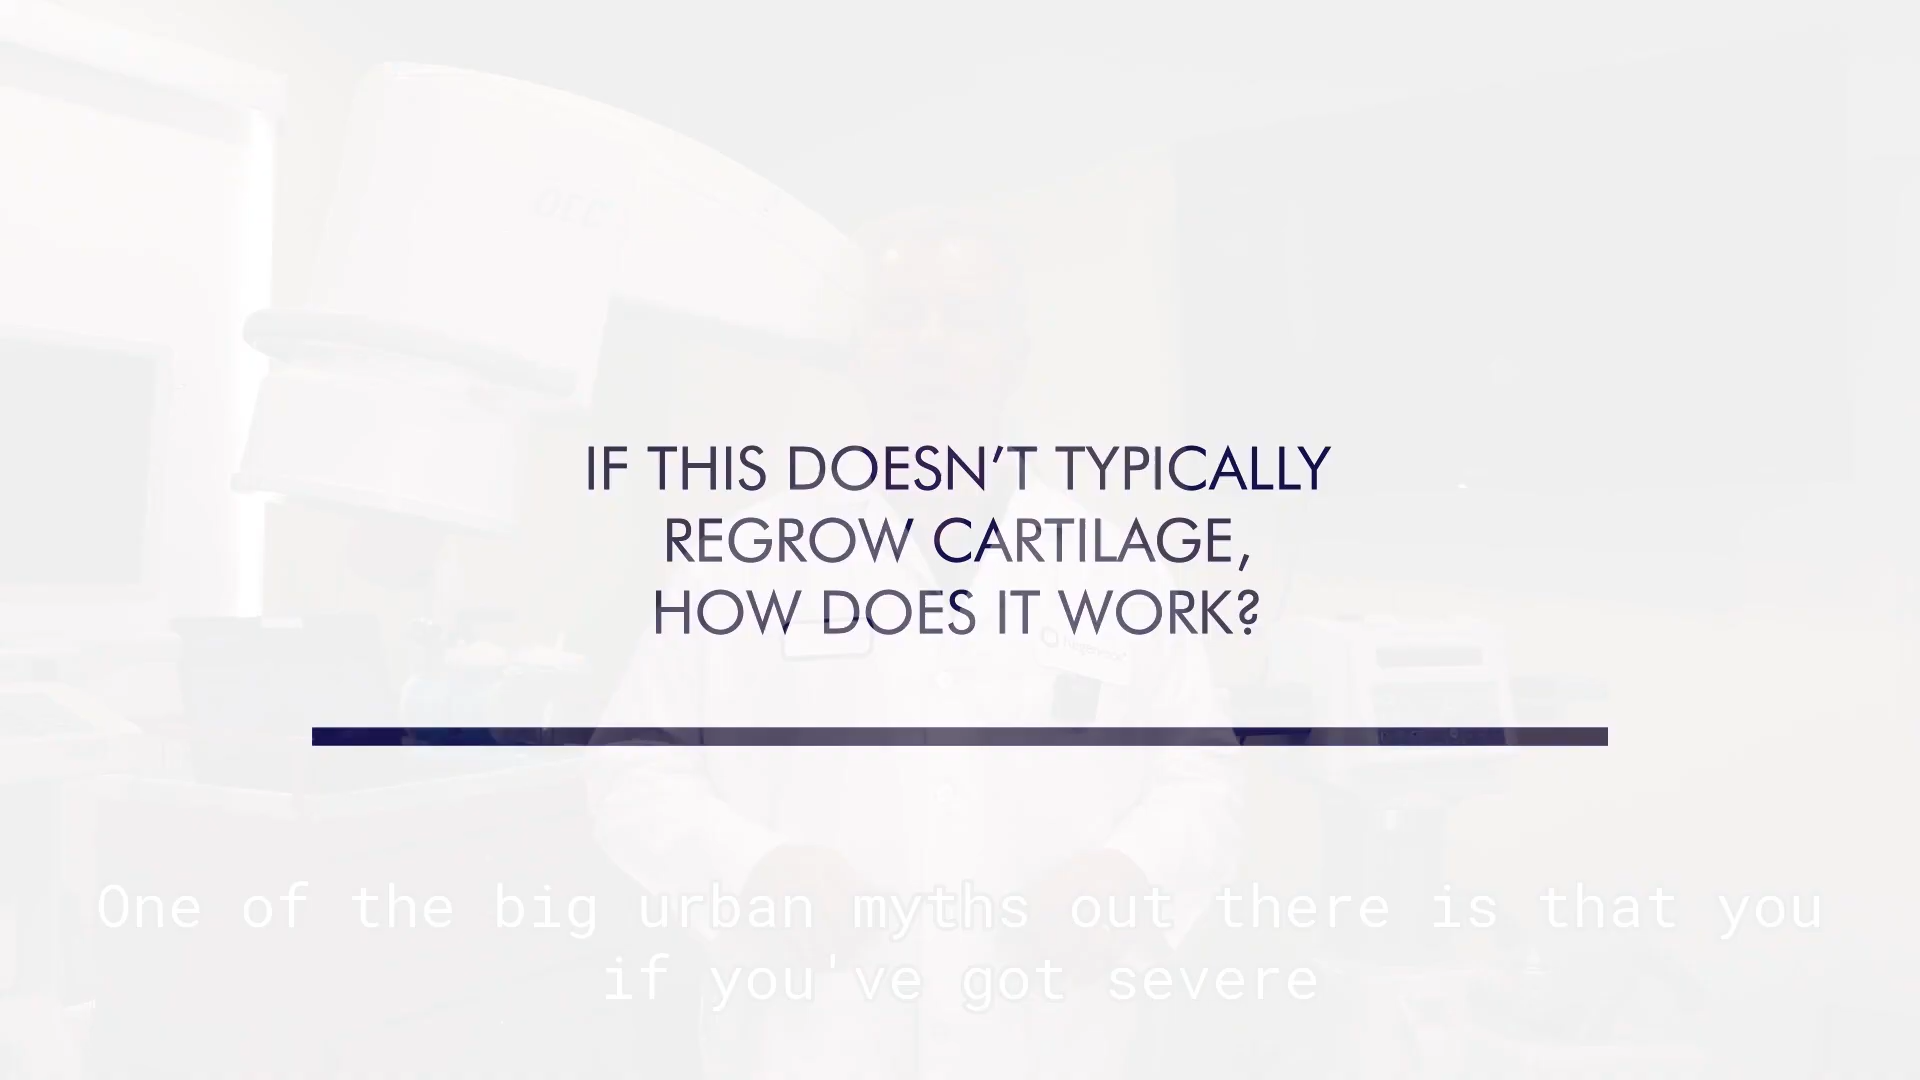 IF THIS DOESN’T TYPICALLY
REGROW CARTILAGE,
HOW DOES IT WORK?
One of the big urban myths out there is that you
if you've got severe